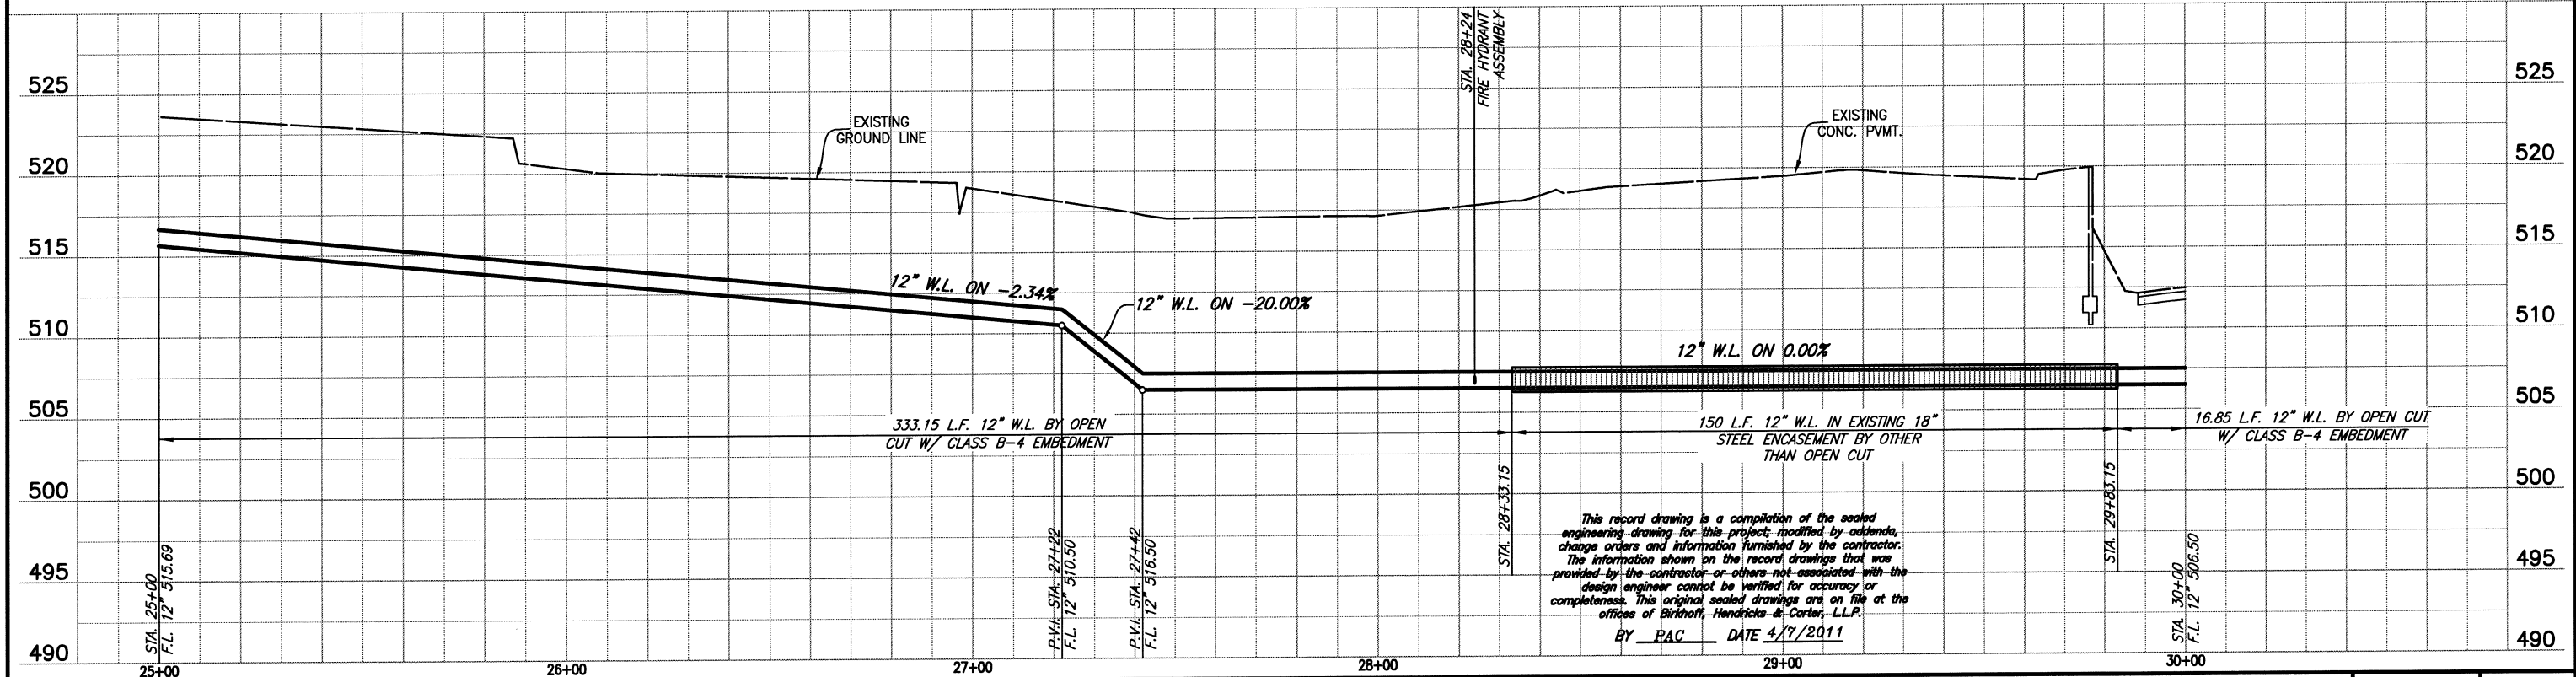 STA. 28+24
FIRE HYDRANT
ASSEMBLY
525
525
EXISTING
GROUND LINE
EXISTING
CONC. PVMT.
520
520
515
515
12" W.L. ON -2.34%
12" W.L. ON -20.00%
510
510
12" W.L. ON 0.00%
505
505
333.15 L.F. 12" W.L. BY OPEN
CUT W/ CLASS B-4 EMBEDMENT
150 L.F. 12" W.L. IN EXISTING 18"
STEEL ENCASEMENT BY OTHER
THAN OPEN CUT
16.85 L.F. 12" W.L. BY OPEN CUT
W/ CLASS B-4 EMBEDMENT
500
500
STA. 28+33.15
STA. 29+83.15
This record drawing is a compilation of the sealed
engineering drawing for this project; modified by addenda,
change orders and information furnished by the contractor.
The information shown on the record drawings that was
provided by the contractor or others not associated with the
design engineer cannot be verified for accuracy or
completeness. This original sealed drawings are on file at the
offices of Birkhoff, Hendricks & Carter, L.L.P.
BY PAC DATE 4/7/2011
495
495
STA. 25+00
F.L. 12" 515.69
P.V.I. STA. 27+22
F.L. 12" 510.50
P.V.I. STA. 27+42
F.L. 12" 516.50
STA. 30+00
F.L. 12" 506.50
490
490
25+00
26+00
27+00
28+00
29+00
30+00